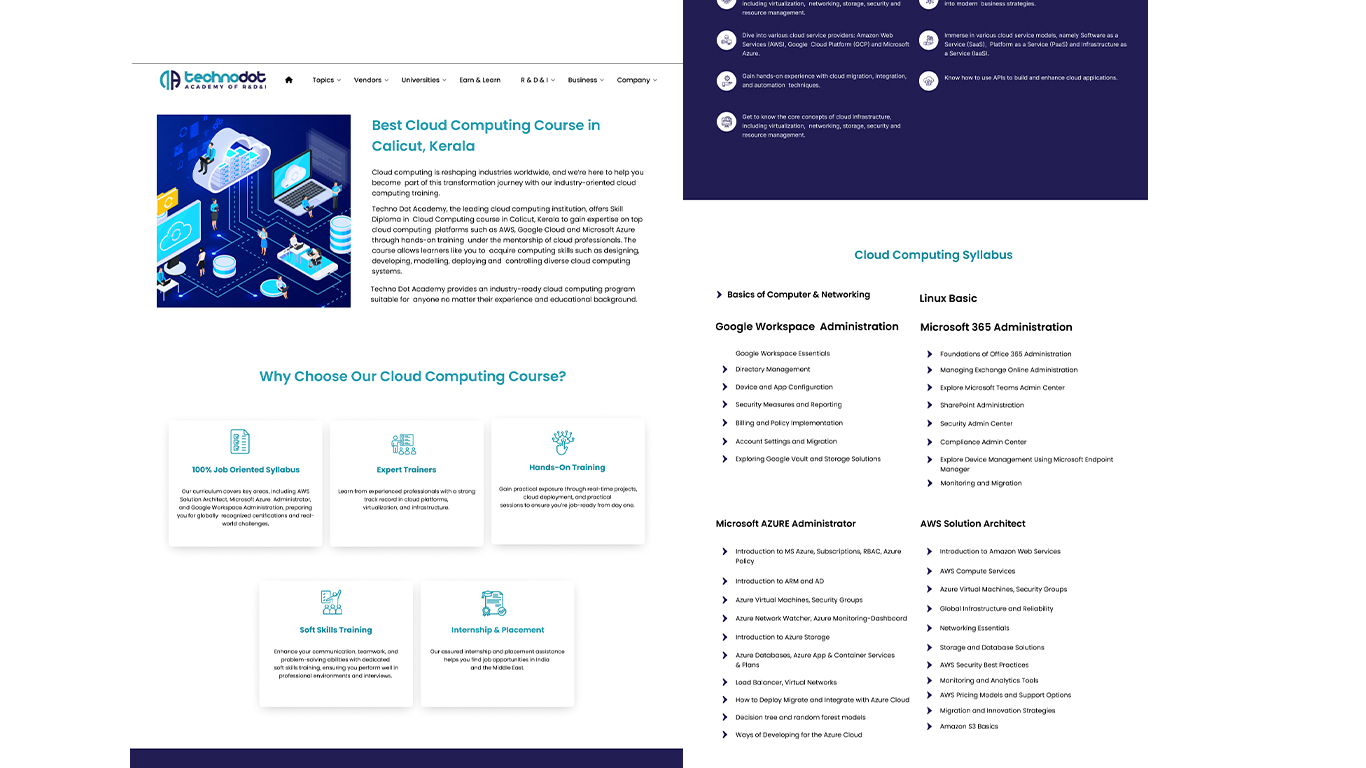 technodot
ACADEMY OF R&D&I
Topics
Vendors
Universities
Earn & Learn
R & D & I
Business
Company
Best Cloud Computing Course in
Calicut, Kerala
Cloud computing is reshaping industries worldwide, and we're here to help you
become part of this transformation journey with our industry-oriented cloud
computing training.
Techno Dot Academy, the leading cloud computing institution, offers Skill
Diploma in Cloud Computing course in Calicut, Kerala to gain expertise on top
cloud computing platforms such as AWS, Google Cloud and Microsoft Azure
through hands-on training under the mentorship of cloud professionals. The
course allows learners like you to acquire computing skills such as designing,
developing, modelling, deploying and controlling diverse cloud computing
systems.
Techno Dot Academy provides an industry-ready cloud computing program
suitable for anyone no matter their experience and educational background.
Why Choose Our Cloud Computing Course?
100% Job Oriented Syllabus
Our curriculum covers key areas, including AWS
Solution Architect, Microsoft Azure Administrator,
and Google Workspace Administration, preparing
you for globally recognized certifications and real-
world challenges.
Expert Trainers
Learn from experienced professionals with a strong
track record in cloud platforms,
virtualization, and infrastructure.
Hands-On Training
Gain practical exposure through real-time projects,
cloud deployment, and practical
sessions to ensure you're job-ready from day one.
Soft Skills Training
Enhance your communication, teamwork, and
problem-solving abilities with dedicated
soft skills training, ensuring you perform well in
professional environments and interviews.
Internship & Placement
Our assured internship and placement assistance
helps you find job opportunities in India
and the Middle East.
including virtualization, networking, storage, security and
resource management.
into modern business strategies.
Dive into various cloud service providers: Amazon Web
Services (AWS), Google Cloud Platform (GCP) and Microsoft
Azure.
Immerse in various cloud service models, namely Software as a
Service (SaaS), Platform as a Service (PaaS) and Infrastructure as
a Service (IaaS).
Gain hands-on experience with cloud migration, integration,
and automation techniques.
Know how to use APIs to build and enhance cloud applications.
Get to know the core concepts of cloud infrastructure,
including virtualization, networking, storage, security and
resource management.
Cloud Computing Syllabus
Basics of Computer & Networking
Linux Basic
Google Workspace Administration
Google Workspace Essentials
Directory Management
Device and App Configuration
Security Measures and Reporting
Billing and Policy Implementation
Account Settings and Migration
Exploring Google Vault and Storage Solutions
Microsoft 365 Administration
Foundations of Office 365 Administration
Managing Exchange Online Administration
Explore Microsoft Teams Admin Center
SharePoint Administration
Security Admin Center
Compliance Admin Center
Explore Device Management Using Microsoft Endpoint
Manager
Monitoring and Migration
Microsoft AZURE Administrator
Introduction to MS Azure, Subscriptions, RBAC, Azure
Policy
Introduction to ARM and AD
Azure Virtual Machines, Security Groups
Azure Network Watcher, Azure Monitoring-Dashboard
Introduction to Azure Storage
Azure Databases, Azure App & Container Services
& Plans
Load Balancer, Virtual Networks
How to Deploy Migrate and Integrate with Azure Cloud
Decision tree and random forest models
Ways of Developing for the Azure Cloud
AWS Solution Architect
Introduction to Amazon Web Services
AWS Compute Services
Azure Virtual Machines, Security Groups
Global Infrastructure and Reliability
Networking Essentials
Storage and Database Solutions
AWS Security Best Practices
Monitoring and Analytics Tools
AWS Pricing Models and Support Options
Migration and Innovation Strategies
Amazon S3 Basics